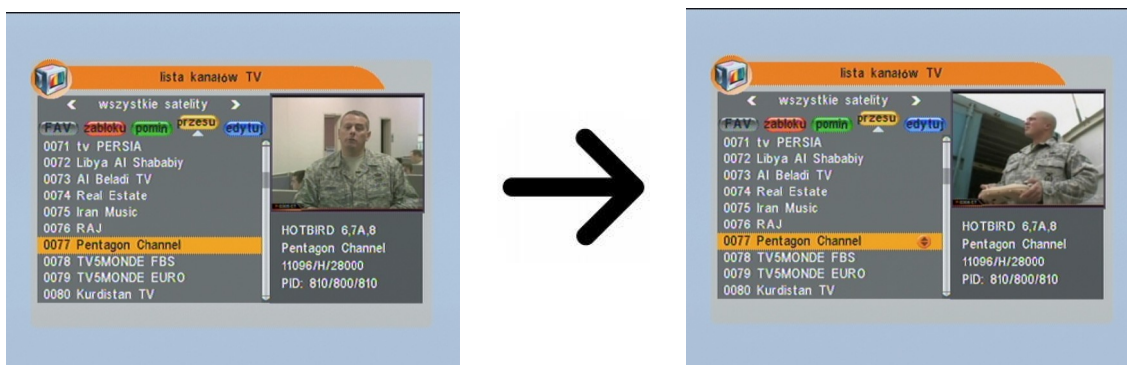 lista kanałów TV
wszystkie satelity
FAV zabloku pomiń przesu edytuj
0071 tv PERSIA
0072 Libya Al Shababiy
0073 Al Beladi TV
0074 Real Estate
0075 Iran Music
0076 RAJ
0077 Pentagon Channel
0078 TV5MONDE FBS
0079 TV5MONDE EURO
0080 Kurdistan TV
HOTBIRD 6,7A,8
Pentagon Channel
11096/H/28000
PID: 810/800/810
lista kanałów TV
wszystkie satelity
FAV zabloku pomiń przesu edytuj
0071 tv PERSIA
0072 Libya Al Shababiy
0073 Al Beladi TV
0074 Real Estate
0075 Iran Music
0076 RAJ
0077 Pentagon Channel
0078 TV5MONDE FBS
0079 TV5MONDE EURO
0080 Kurdistan TV
HOTBIRD 6,7A,8
Pentagon Channel
11096/H/28000
PID: 810/800/810